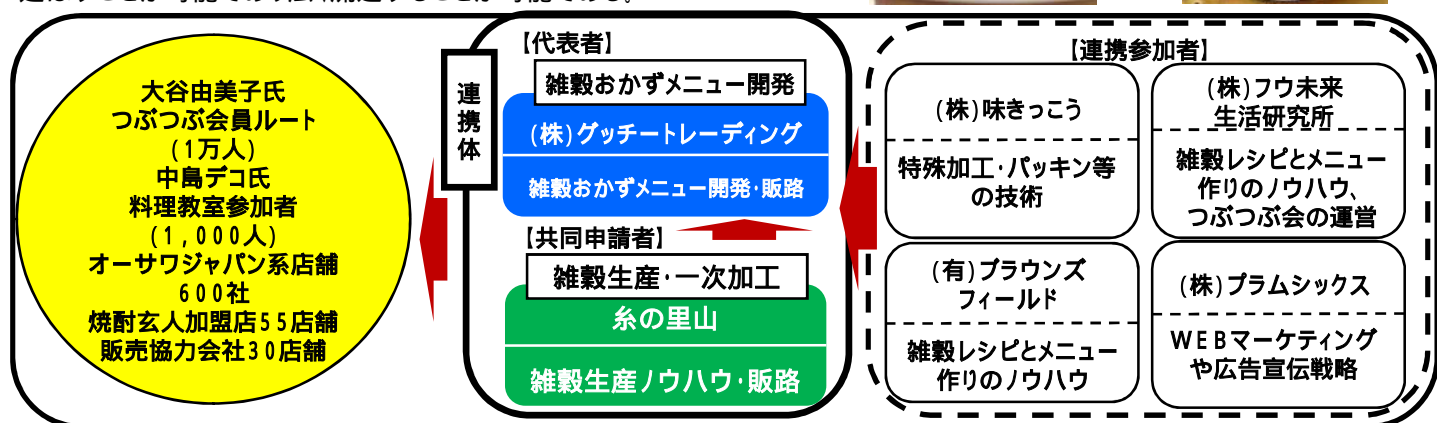 大谷由美子氏
つぶつぶ会員ルート
(1万人)
中島デコ氏
料理教室参加者
(1,000人)
オーサワジャパン系店舗
600社
焼酎玄人加盟店55店舗
販売協力会社30店舗
連携体
【代表者】
雑穀おかずメニュー開発
(株)グッチートレーディング
雑穀おかずメニュー開発・販路
【共同申請者】
雑穀生産・一次加工
糸の里山
雑穀生産ノウハウ・販路
【連携参加者】
(株)味きっこう
特殊加工・パッキン等
の技術
(株)フウ未来
生活研究所
雑穀レシピとメニュー
作りのノウハウ、
つぶつぶ会の運営
(有)ブラウンズ
フィールド
雑穀レシピとメニュー
作りのノウハウ
(株)プラムシックス
WEBマーケティング
や広告宣伝戦略